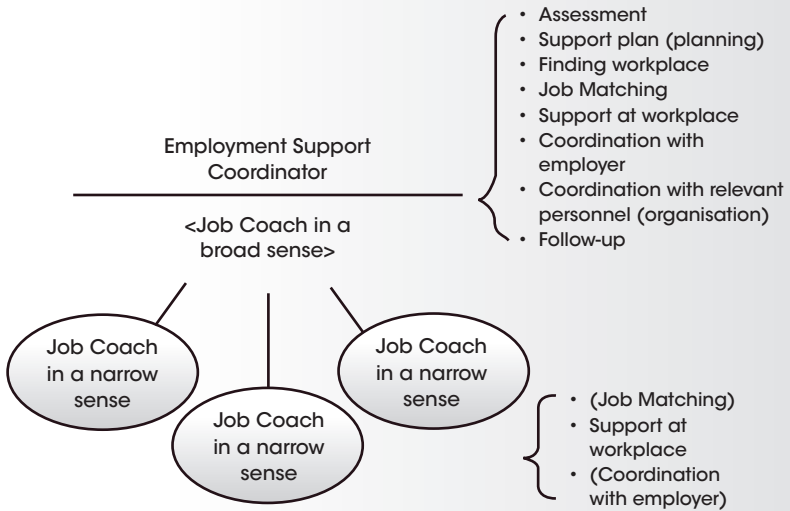 • Assessment
• Support plan (planning)
• Finding workplace
• Job Matching
• Support at workplace
• Coordination with
employer
• Coordination with relevant
personnel (organisation)
• Follow-up
Employment Support
Coordinator
<Job Coach in a
broad sense>
Job Coach
in a narrow
sense
Job Coach
in a narrow
sense
Job Coach
in a narrow
sense
• (Job Matching)
• Support at
workplace
• (Coordination
with employer)